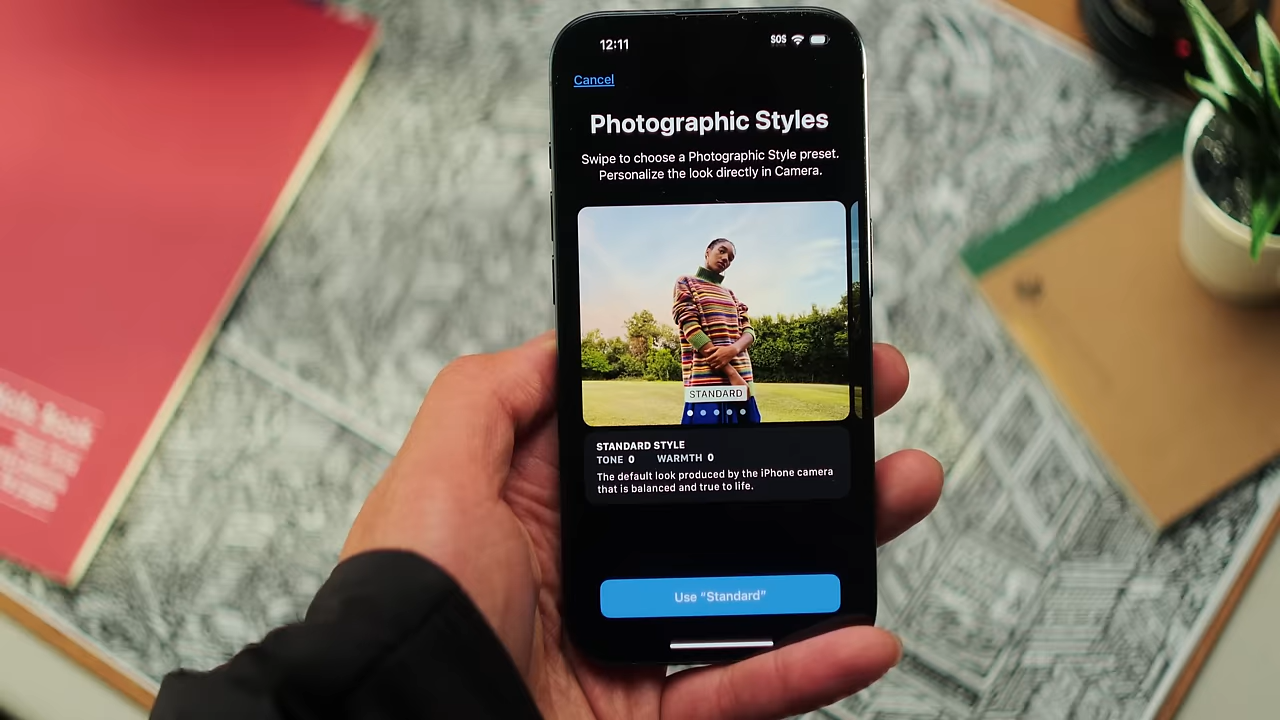 12:11
SOS
Cancel
Photographic Styles
Swipe to choose a Photographic Style preset.
Personalize the look directly in Camera.
STANDARD
STANDARD STYLE
TONE 0 WARMTH 0
The default look produced by the iPhone camera
that is balanced and true to life.
Use "Standard"